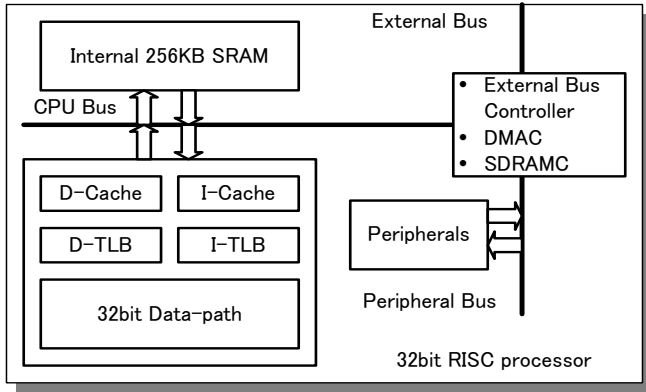 External Bus
Internal 256KB SRAM
CPU Bus
• External Bus
Controller
• DMAC
• SDRAMC
D-Cache
I-Cache
D-TLB
I-TLB
Peripherals
32bit Data-path
Peripheral Bus
32bit RISC processor